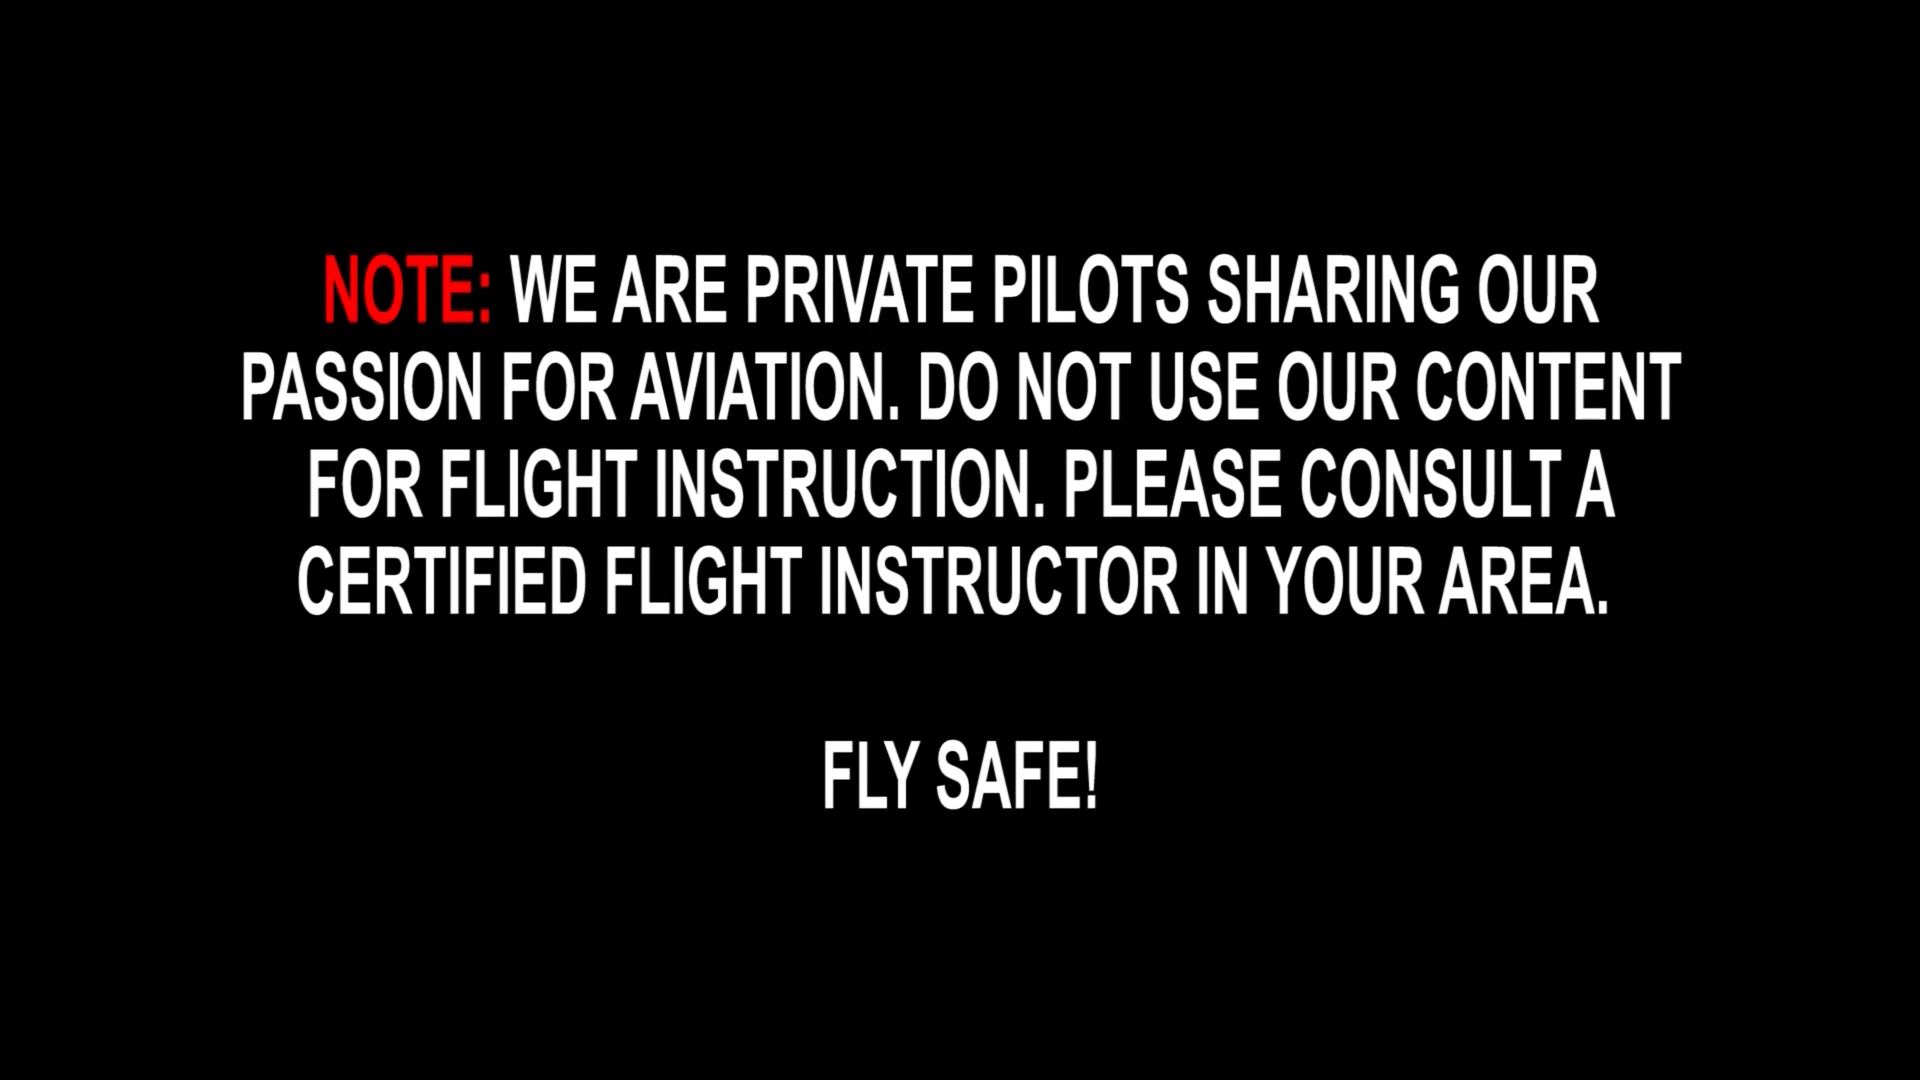 NOTE: WE ARE PRIVATE PILOTS SHARING OUR
PASSION FOR AVIATION. DO NOT USE OUR CONTENT
FOR FLIGHT INSTRUCTION. PLEASE CONSULT A
CERTIFIED FLIGHT INSTRUCTOR IN YOUR AREA.
FLY SAFE!